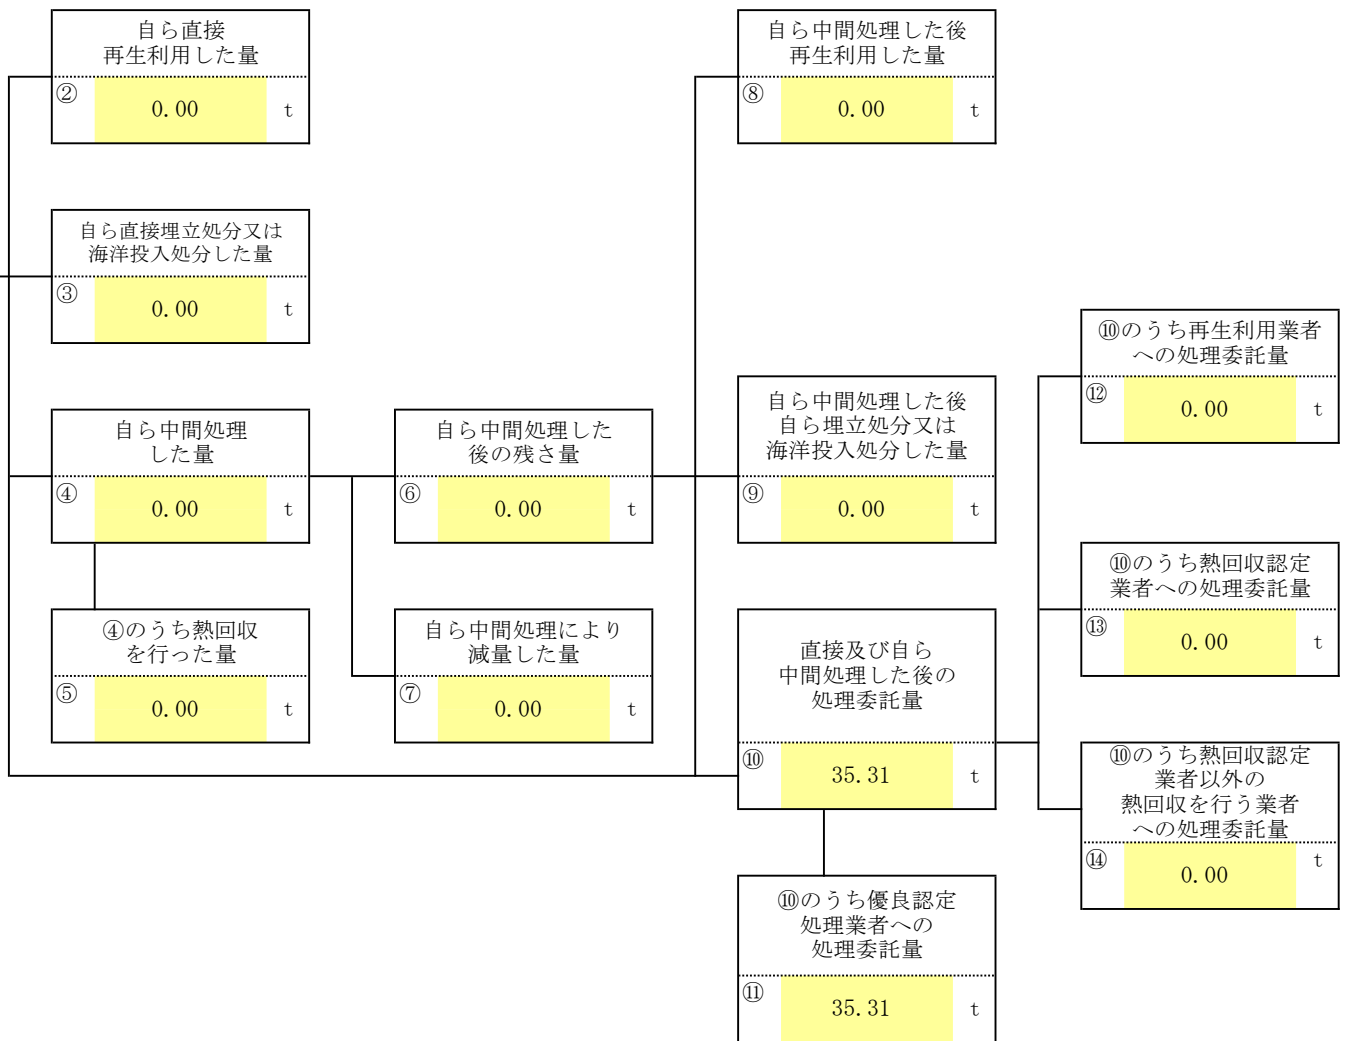 自ら直接
再生利用した量
②
0.00
t
自ら直接埋立処分又は
海洋投入処分した量
③
0.00
t
自ら中間処理
した量
④
0.00
t
④のうち熱回収
を行った量
⑤
0.00
t
自ら中間処理した
後の残さ量
⑥
0.00
t
自ら中間処理により
減量した量
⑦
0.00
t
自ら中間処理した後
再生利用した量
⑧
0.00
t
自ら中間処理した後
自ら埋立処分又は
海洋投入処分した量
⑨
0.00
t
直接及び自ら
中間処理した後の
処理委託量
⑩
35.31
t
⑩のうち優良認定
処理業者への
処理委託量
⑪
35.31
t
⑩のうち再生利用業者
への処理委託量
⑫
0.00
t
⑩のうち熱回収認定
業者への処理委託量
⑬
0.00
t
⑩のうち熱回収認定
業者以外の
熱回収を行う業者
への処理委託量
⑭
0.00
t